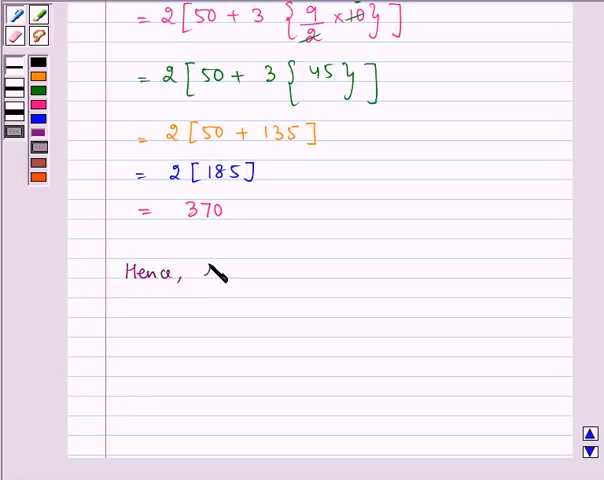 = 2 [ 50 + 3 { 9/2 × 10 } ]
= 2 [ 50 + 3 { 45 } ]
= 2 [ 50 + 135 ]
= 2 [ 185 ]
= 370
Hence,